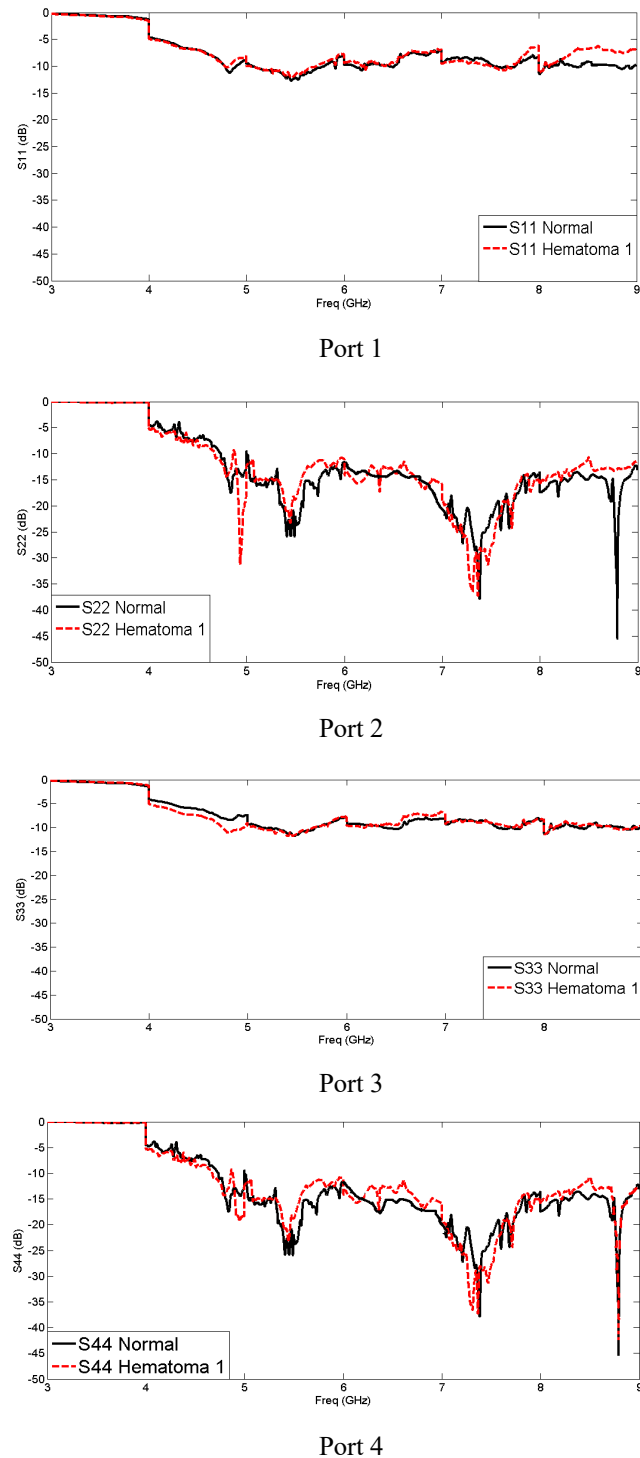 0
-5
-10
-15
-20
-25
-30
-35
-40
-45
-50
S11 (dB)
S11 Normal
S11 Hematoma 1
3 4 5 6 7 8 9
Freq (GHz)
Port 1
0
-5
-10
-15
-20
-25
-30
-35
-40
-45
-50
S22 (dB)
S22 Normal
S22 Hematoma 1
3 4 5 6 7 8 9
Freq (GHz)
Port 2
0
-5
-10
-15
-20
-25
-30
-35
-40
-45
-50
S33 (dB)
S33 Normal
S33 Hematoma 1
3 4 5 6 7 8 9
Freq (GHz)
Port 3
0
-5
-10
-15
-20
-25
-30
-35
-40
-45
-50
S44 (dB)
S44 Normal
S44 Hematoma 1
3 4 5 6 7 8 9
Freq (GHz)
Port 4